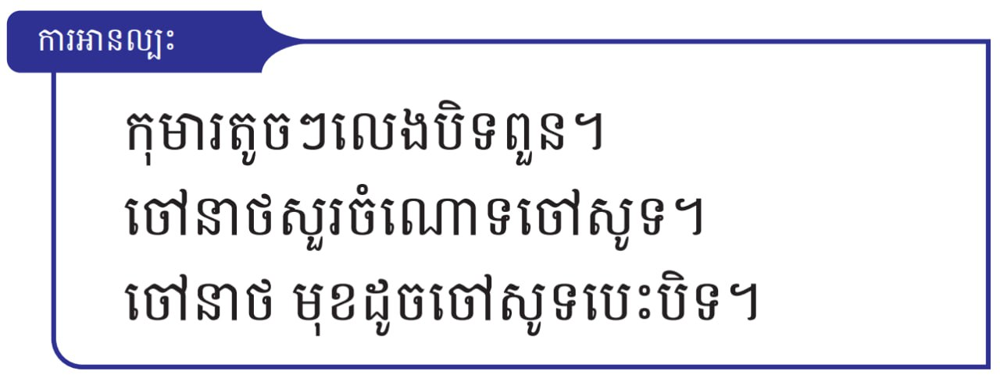 ការអានល្បះ
កុមារតូចៗលេងបិទពួន។
ចៅនាថសួរចំណោទចៅសូទ។
ចៅនាថ មុខដូចចៅសូទបេះបិទ។